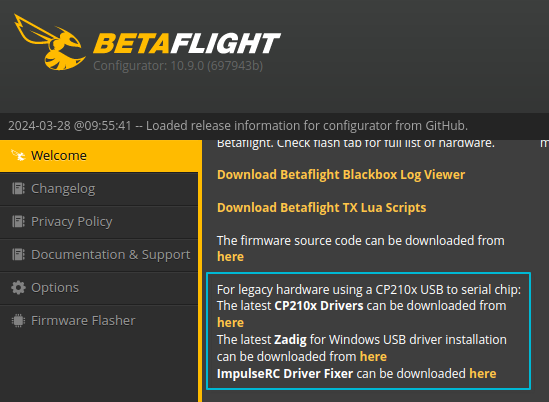 BETAFLIGHT
Configurator: 10.9.0 (697943b)
2024-03-28 @09:55:41 -- Loaded release information for configurator from GitHub.
Welcome
Changelog
Privacy Policy
Documentation & Support
Options
Firmware Flasher
Betaflight. Check flash tab for full list of hardware.
Download Betaflight Blackbox Log Viewer
Download Betaflight TX Lua Scripts
The firmware source code can be downloaded from
here
For legacy hardware using a CP210x USB to serial chip:
The latest CP210x Drivers can be downloaded from
here
The latest Zadig for Windows USB driver installation
can be downloaded from here
ImpulseRC Driver Fixer can be downloaded here